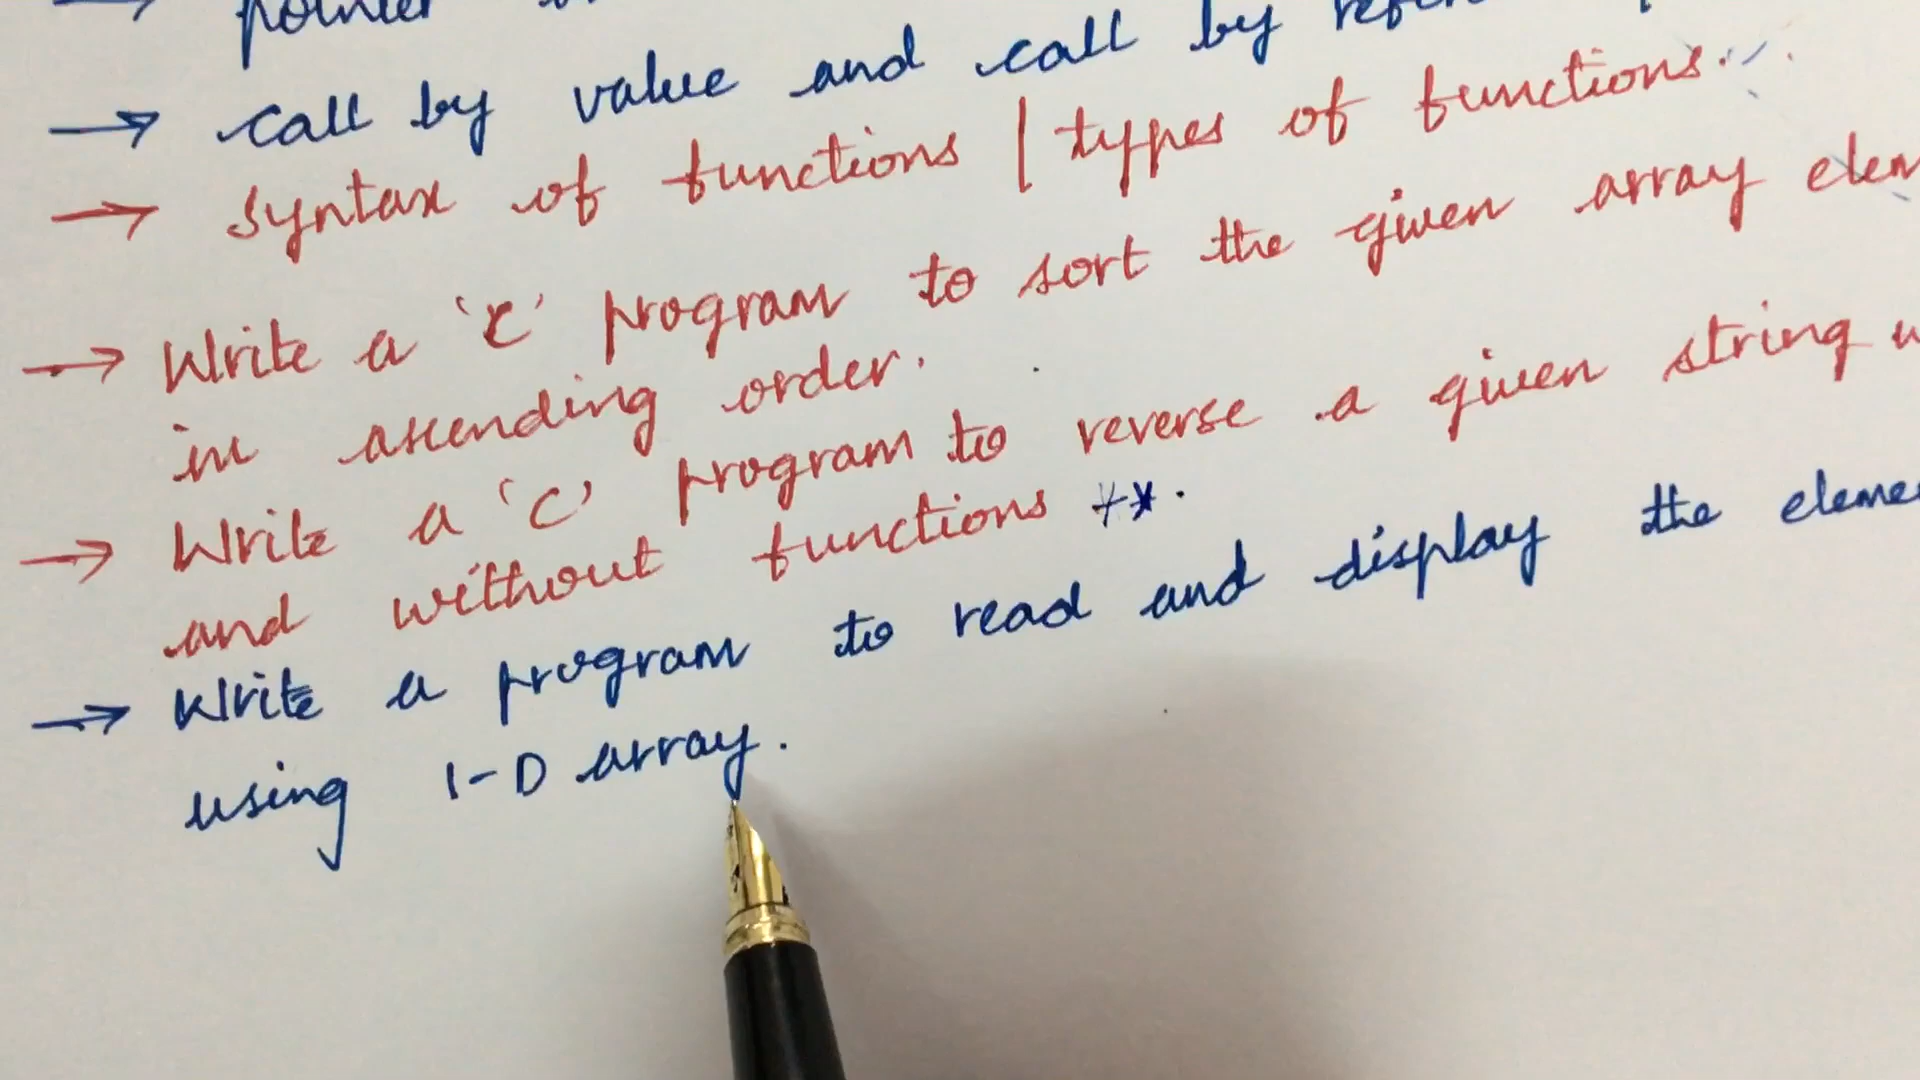 → pointer
→ call by value and call by
→ Syntax of functions | types of functions.
→ Write a 'C' program to sort the given array
in ascending order.
→ Write a 'C' program to reverse a given string
and without functions **.
→ Write a program to read and display the
using 1-D array.